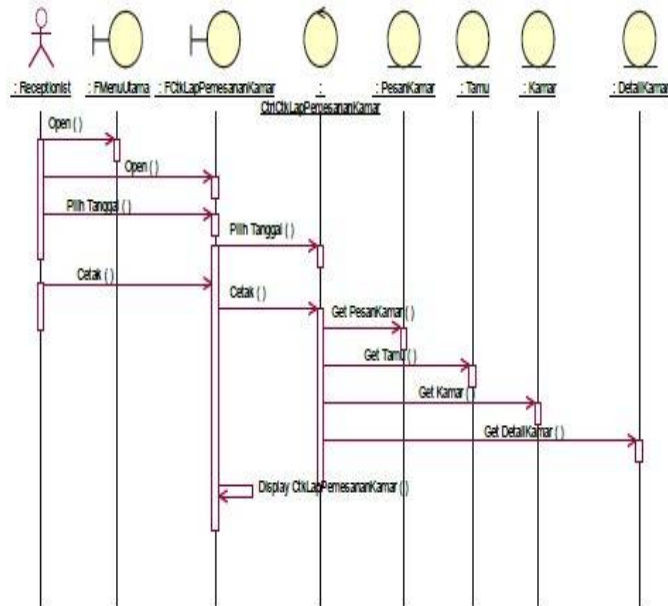 : Receptionist
: FMenuUtama
: FCtkLapPemesananKamar
:
CtrlCtkLapPemesananKamar
: PesanKamar
: Tamu
: Kamar
: DetailKamar
Open ( )
Open ( )
Pilih Tanggal ( )
Pilih Tanggal ( )
Cetak ( )
Cetak ( )
Get PesanKamar ( )
Get Tamu ( )
Get Kamar ( )
Get DetailKamar ( )
Display CtkLapPemesananKamar ( )